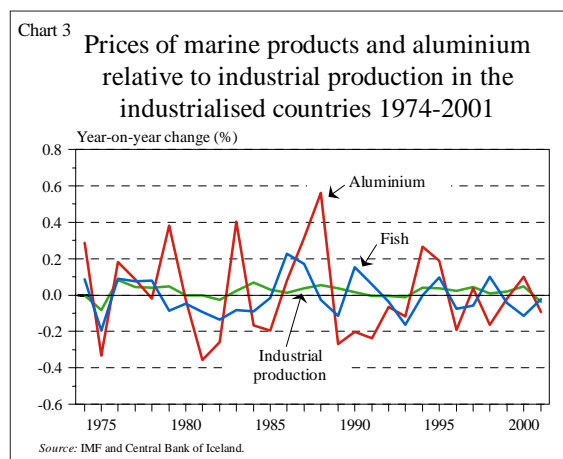 Chart 3
Prices of marine products and aluminium
relative to industrial production in the
industrialised countries 1974-2001
Year-on-year change (%)
0.8
0.6
0.4
0.2
0.0
-0.2
-0.4
-0.6
Aluminium
Fish
Industrial
production
1975
1980
1985
1990
1995
2000
Source: IMF and Central Bank of Iceland.